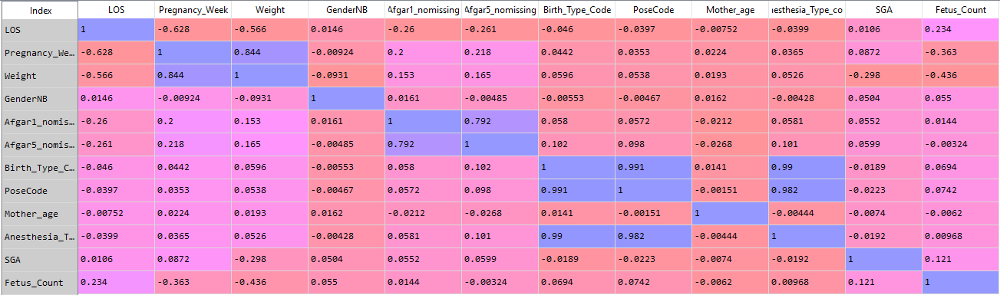 Index LOS Pregnancy_Week Weight GenderNB Afgar1_nomissing Afgar5_nomissing Birth_Type_Code PoseCode Mother_age esthesia_Type_co SGA Fetus_Count
LOS 1 -0.628 -0.566 0.0146 -0.26 -0.261 -0.046 -0.0397 -0.00752 -0.0399 0.0106 0.234
Pregnancy_We... -0.628 1 0.844 -0.00924 0.2 0.218 0.0442 0.0353 0.0224 0.0365 0.0872 -0.363
Weight -0.566 0.844 1 -0.0931 0.153 0.165 0.0596 0.0538 0.0193 0.0526 -0.298 -0.436
GenderNB 0.0146 -0.00924 -0.0931 1 0.0161 -0.00485 -0.00553 -0.00467 0.0162 -0.00428 0.0504 0.055
Afgar1_nomis... -0.26 0.2 0.153 0.0161 1 0.792 0.058 0.0572 -0.0212 0.0581 0.0552 0.0144
Afgar5_nomis... -0.261 0.218 0.165 -0.00485 0.792 1 0.102 0.098 -0.0268 0.101 0.0599 -0.00324
Birth_Type_C... -0.046 0.0442 0.0596 -0.00553 0.058 0.102 1 0.991 0.0141 0.99 -0.0189 0.0694
PoseCode -0.0397 0.0353 0.0538 -0.00467 0.0572 0.098 0.991 1 -0.00151 0.982 -0.0223 0.0742
Mother_age -0.00752 0.0224 0.0193 0.0162 -0.0212 -0.0268 0.0141 -0.00151 1 -0.00444 -0.0074 -0.0062
Anesthesia_T... -0.0399 0.0365 0.0526 -0.00428 0.0581 0.101 0.99 0.982 -0.00444 1 -0.0192 0.00968
SGA 0.0106 0.0872 -0.298 0.0504 0.0552 0.0599 -0.0189 -0.0223 -0.0074 -0.0192 1 0.121
Fetus_Count 0.234 -0.363 -0.436 0.055 0.0144 -0.00324 0.0694 0.0742 -0.0062 0.00968 0.121 1